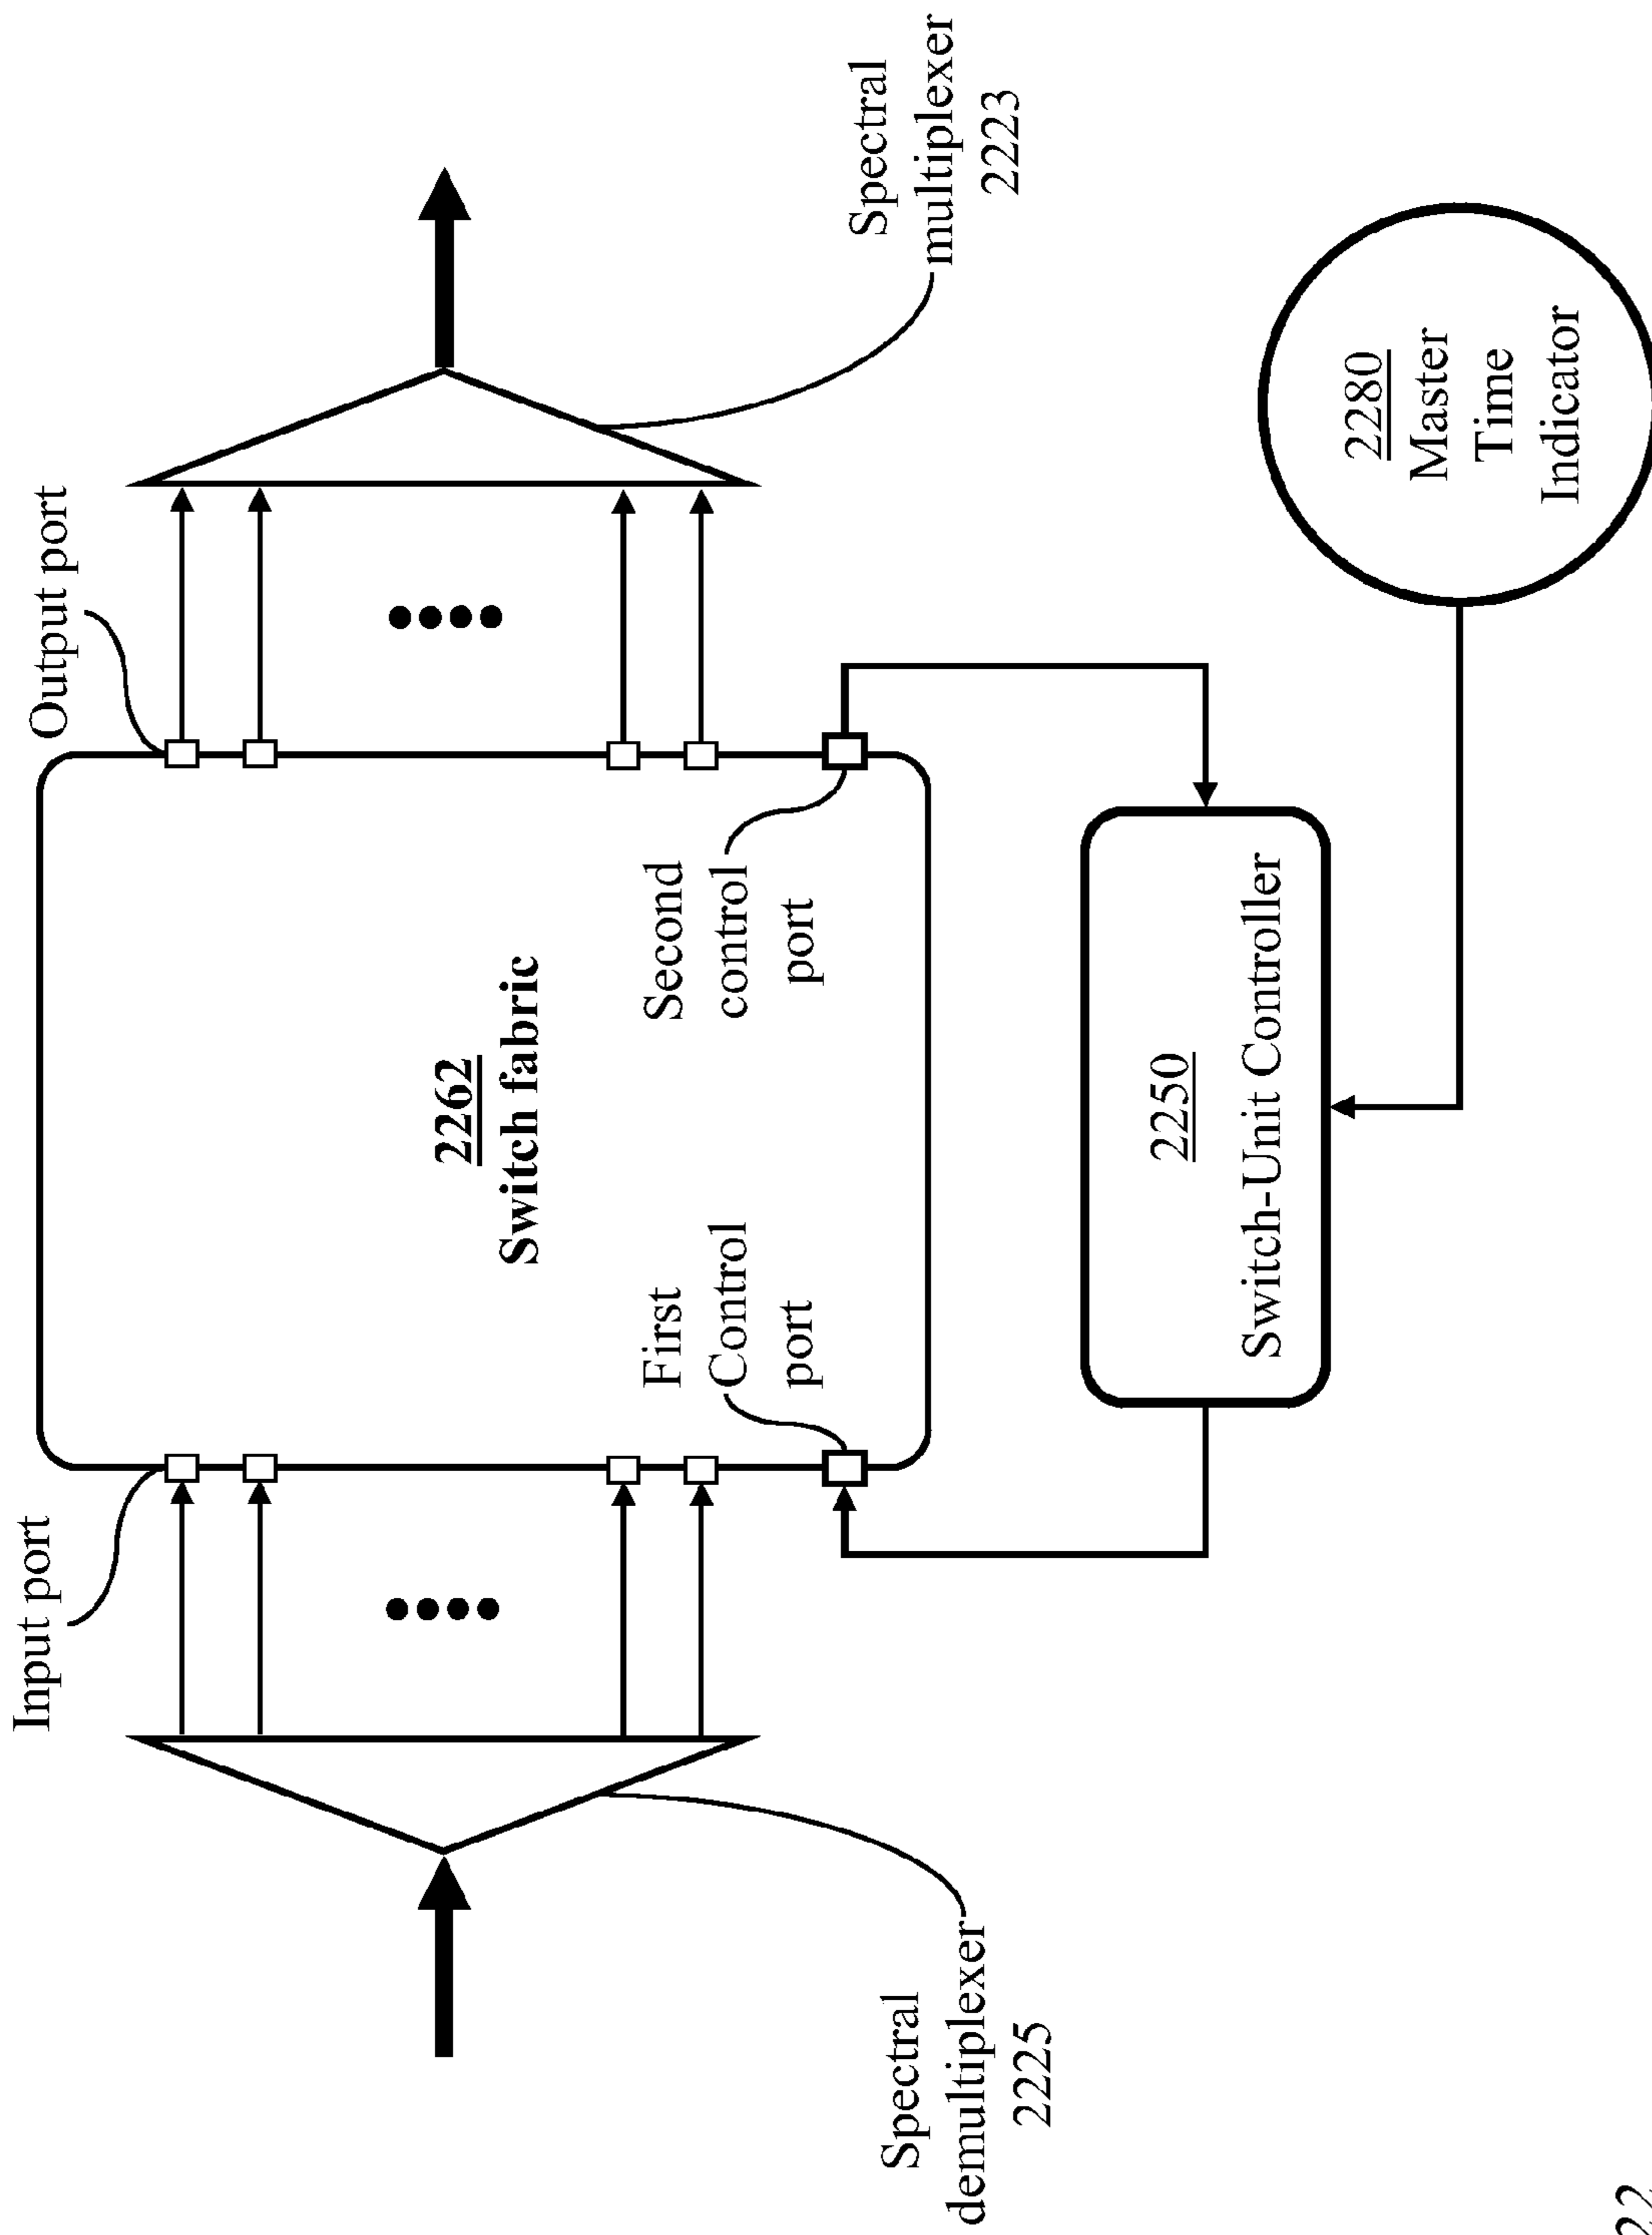 Input port
Output port
2262
Switch fabric
First
Control
port
Second
control
port
Spectral
demultiplexer
2225
Spectral
multiplexer
2223
2250
Switch-Unit Controller
2280
Master
Time
Indicator